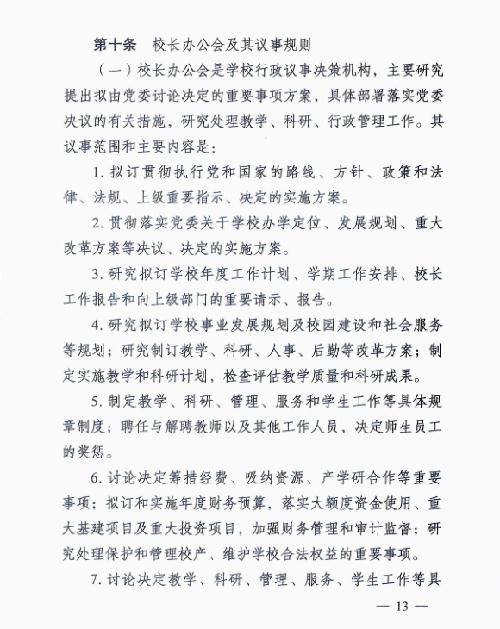 第十条　校长办公会及其议事规则
（一）校长办公会是学校行政议事决策机构，主要研究
提出拟由党委讨论决定的重要事项方案，具体部署落实党委
决议的有关措施，研究处理教学、科研、行政管理工作。其
议事范围和主要内容是：
1. 拟订贯彻执行党和国家的路线、方针、政策和法
律、法规、上级重要指示、决定的实施方案。
2. 贯彻落实党委关于学校办学定位、发展规划、重大
改革方案等决议、决定的实施方案。
3. 研究拟订学校年度工作计划、学期工作安排、校长
工作报告和向上级部门的重要请示、报告。
4. 研究拟订学校事业发展规划及校园建设和社会服务
等规划；研究制订教学、科研、人事、后勤等改革方案；制
定实施教学和科研计划，检查评估教学质量和科研成果。
5. 制定教学、科研、管理、服务和学生工作等具体规
章制度；聘任与解聘教师以及其他工作人员，决定师生员工
的奖惩。
6. 讨论决定筹措经费、吸纳资源、产学研合作等重要
事项；拟订和实施年度财务预算，落实大额度资金使用、重
大基建项目及重大投资项目，加强财务管理和审计监督；研
究处理保护和管理校产、维护学校合法权益的重要事项。
7. 讨论决定教学、科研、管理、服务、学生工作等具
— 13 —